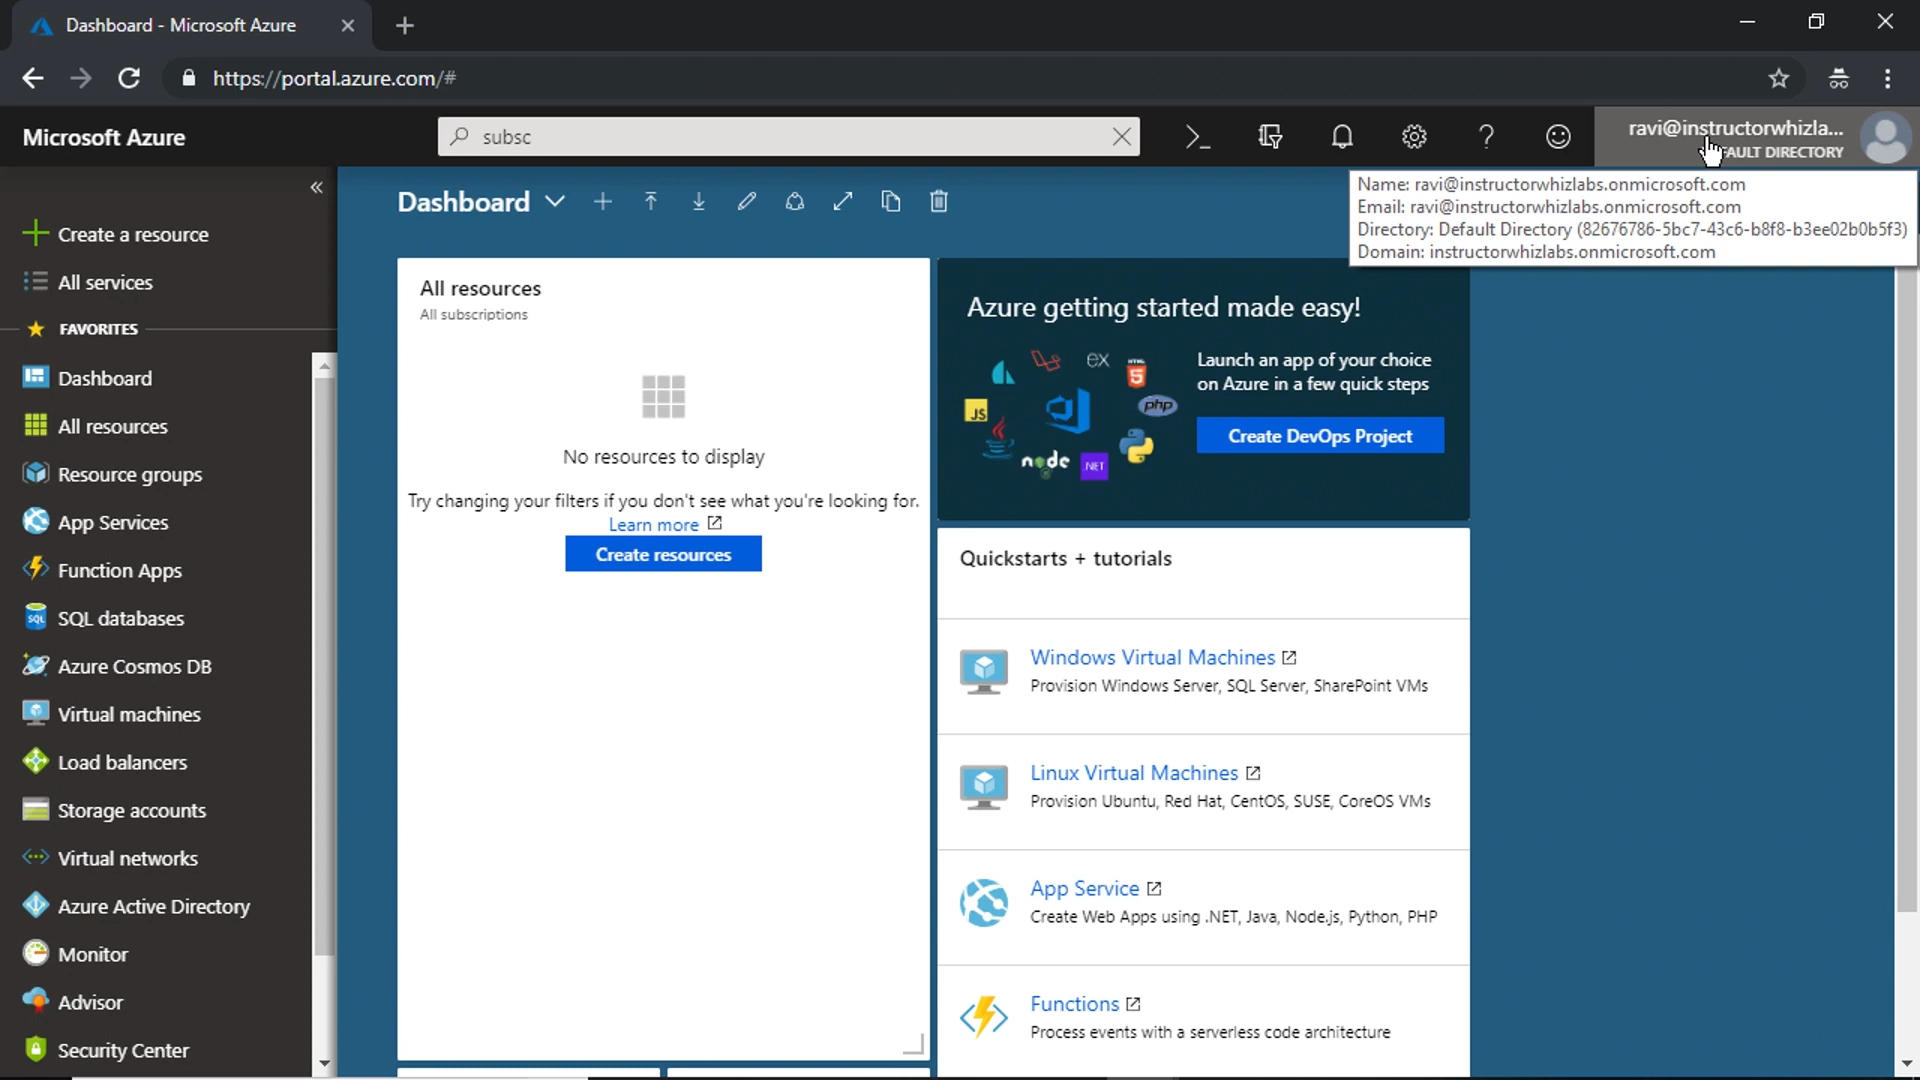 Dashboard - Microsoft Azure
https://portal.azure.com/#
Microsoft Azure
subsc
ravi@instructorwhizla...
FAULT DIRECTORY
Name: ravi@instructorwhizlabs.onmicrosoft.com
Email: ravi@instructorwhizlabs.onmicrosoft.com
Directory: Default Directory (82676786-5bc7-43c6-b8f8-b3ee02b0b5f3)
Domain: instructorwhizlabs.onmicrosoft.com
Create a resource
All services
FAVORITES
Dashboard
All resources
Resource groups
App Services
Function Apps
SQL databases
Azure Cosmos DB
Virtual machines
Load balancers
Storage accounts
Virtual networks
Azure Active Directory
Monitor
Advisor
Security Center
Dashboard
All resources
All subscriptions
No resources to display
Try changing your filters if you don't see what you're looking for.
Learn more
Create resources
Azure getting started made easy!
ex
HTML
5
JS
php
node
.NET
Launch an app of your choice
on Azure in a few quick steps
Create DevOps Project
Quickstarts + tutorials
Windows Virtual Machines
Provision Windows Server, SQL Server, SharePoint VMs
Linux Virtual Machines
Provision Ubuntu, Red Hat, CentOS, SUSE, CoreOS VMs
App Service
Create Web Apps using .NET, Java, Node.js, Python, PHP
Functions
Process events with a serverless code architecture